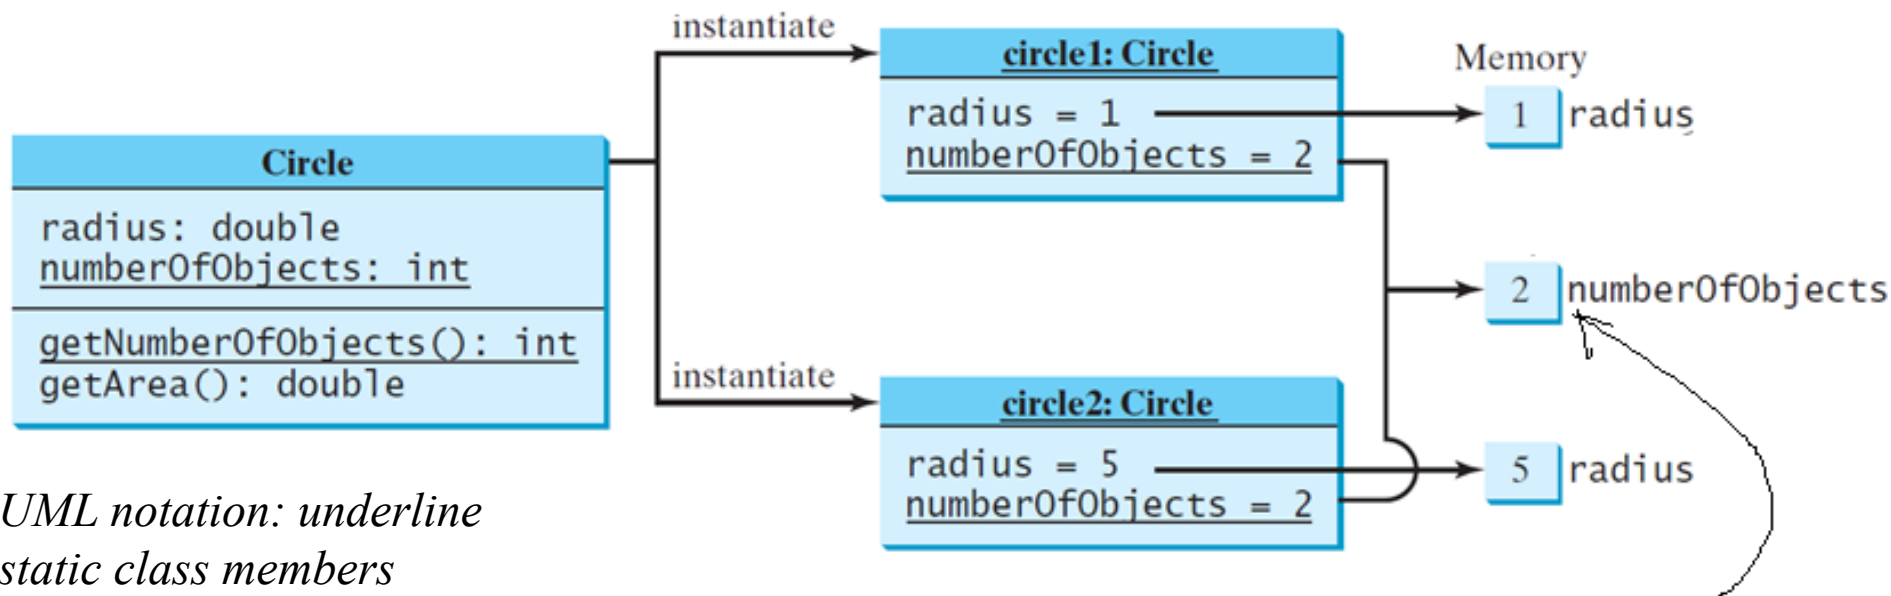 Circle
radius: double
numberOfObjects: int
getNumberOfObjects(): int
getArea(): double
UML notation: underline
static class members
instantiate
instantiate
circle1: Circle
radius = 1
numberOfObjects = 2
circle2: Circle
radius = 5
numberOfObjects = 2
Memory
1 radius
2 numberOfObjects
5 radius